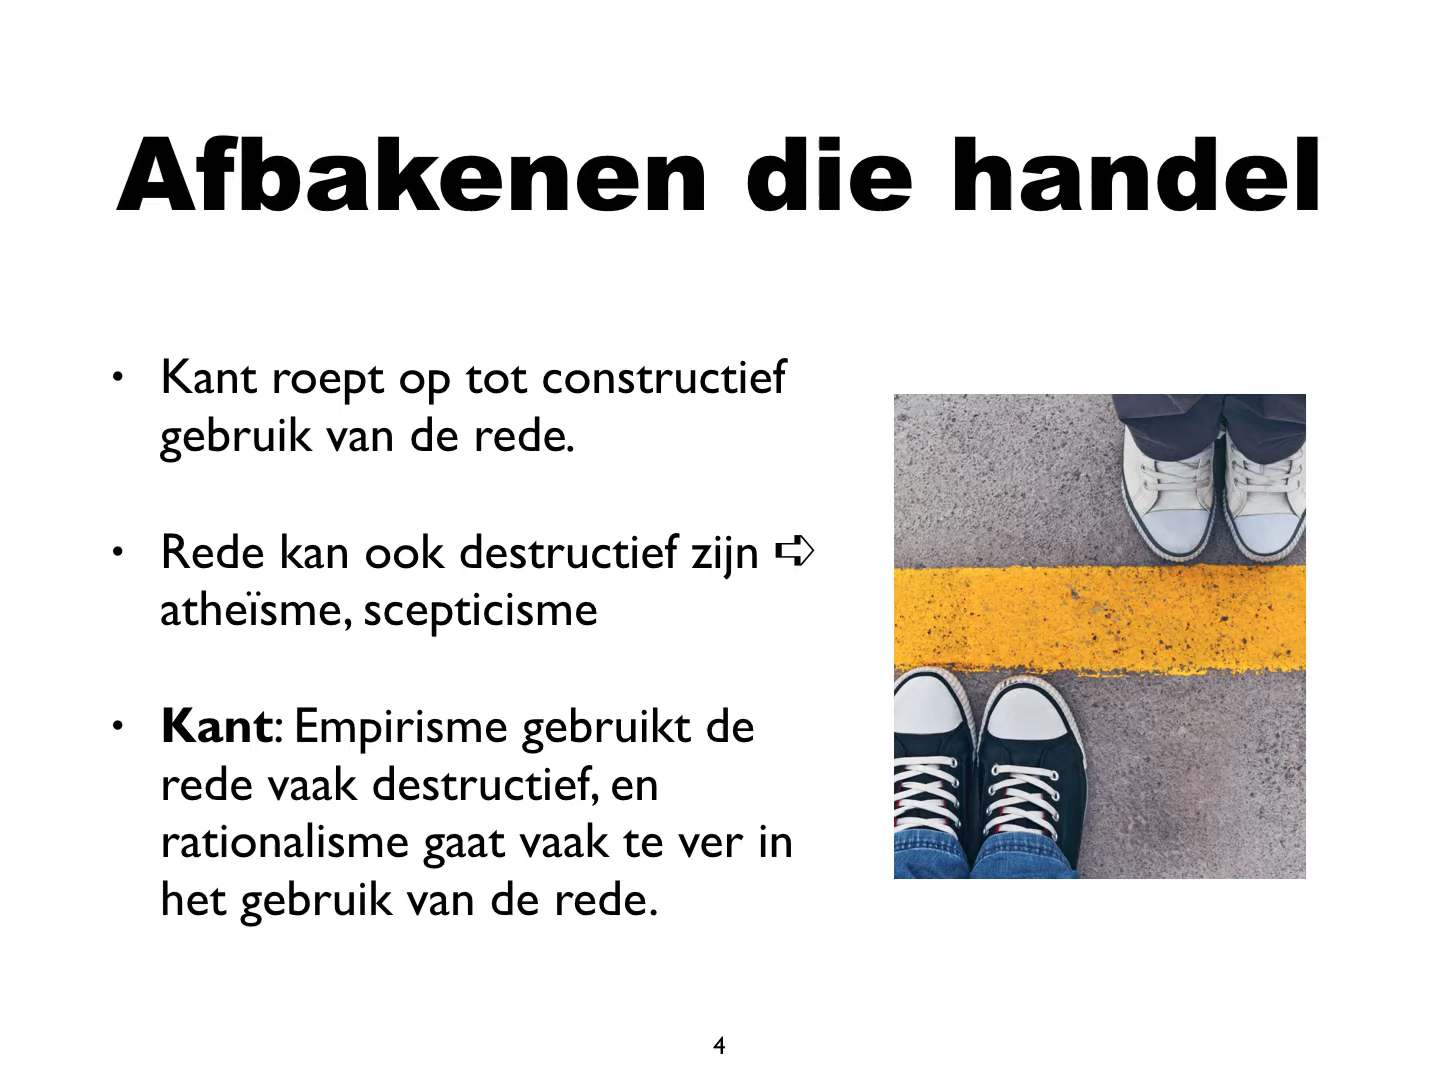 Afbakenen die handel
• Kant roept op tot constructief
gebruik van de rede.
• Rede kan ook destructief zijn ➪
atheïsme, scepticisme
• Kant: Empirisme gebruikt de
rede vaak destructief, en
rationalisme gaat vaak te ver in
het gebruik van de rede.
4